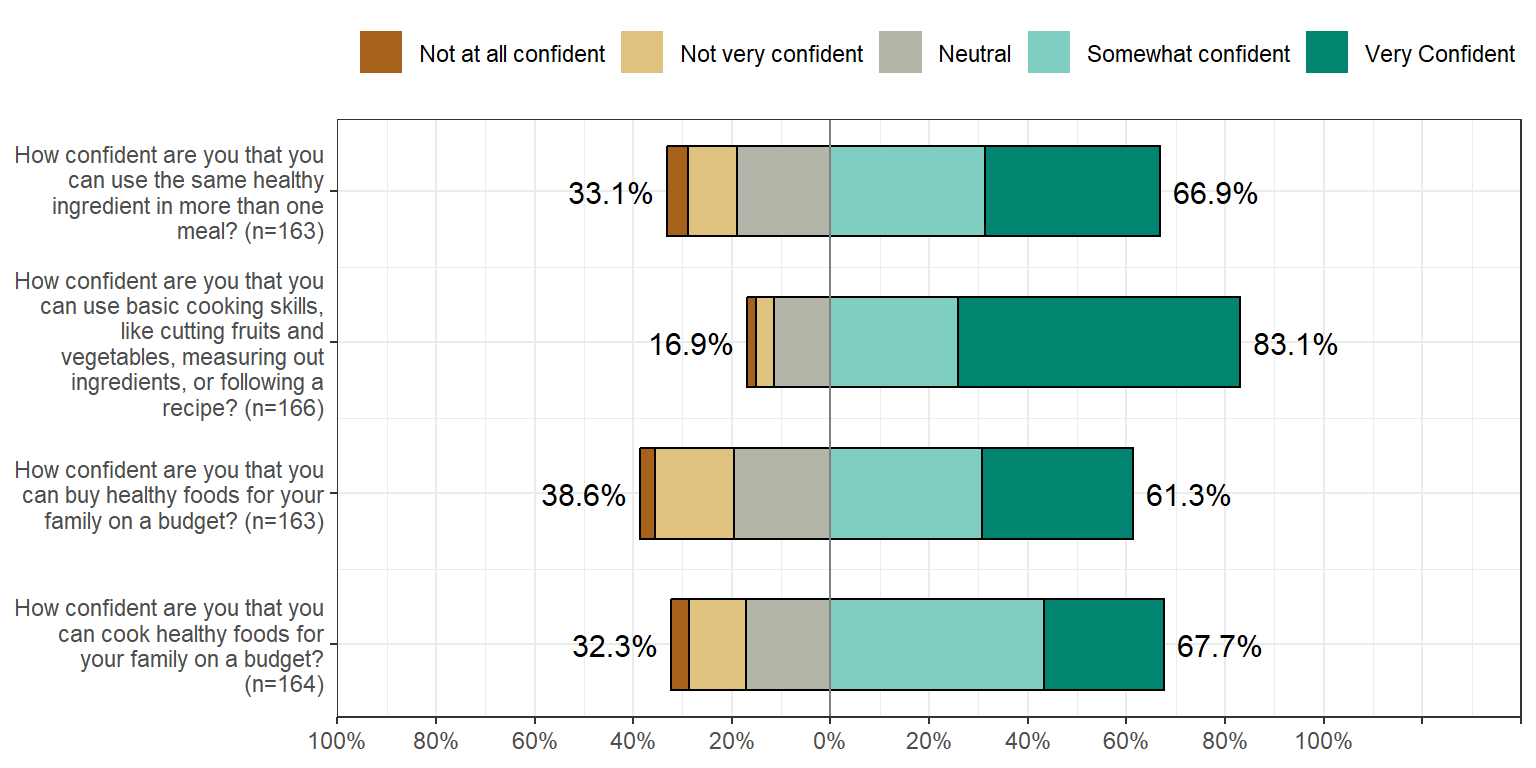 Not at all confident Not very confident Neutral Somewhat confident Very Confident
How confident are you that you
can use the same healthy
ingredient in more than one
meal? (n=163)
33.1% 66.9%
How confident are you that you
can use basic cooking skills,
like cutting fruits and
vegetables, measuring out
ingredients, or following a
recipe? (n=166)
16.9% 83.1%
How confident are you that you
can buy healthy foods for your
family on a budget? (n=163)
38.6% 61.3%
How confident are you that you
can cook healthy foods for
your family on a budget?
(n=164)
32.3% 67.7%
100% 80% 60% 40% 20% 0% 20% 40% 60% 80% 100%